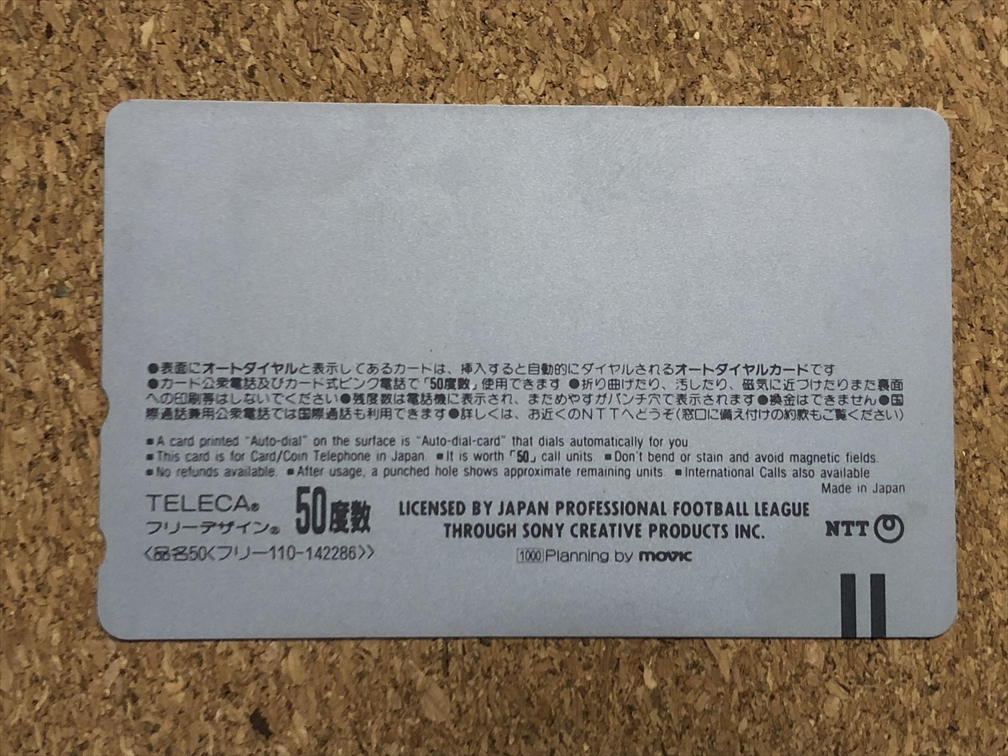 ●表面にオートダイヤルと表示してあるカードは、挿入すると自動的にダイヤルされるオートダイヤルカードです
●カード公衆電話及びカード式ピンク電話で「50度数」使用できます ●折り曲げたり、汚したり、磁気に近づけたりまた裏面
への印刷等はしないでください●残度数は電話機に表示され、まためやすがパンチ穴で表示されます●換金はできません●国
際通話兼用公衆電話では国際通話も利用できます●詳しくは、お近くのNTTへどうぞ(窓口に備え付けの約款もご覧ください)
■A card printed “Auto-dial” on the surface is “Auto-dial-card” that dials automatically for you
■This card is for Card/Coin Telephone in Japan. ■It is worth「50」call units. ■Don't bend or stain and avoid magnetic fields.
■No refunds available. ■After usage, a punched hole shows approximate remaining units. ■International Calls also available
Made in Japan
TELECA®
フリーデザイン®
50度数
LICENSED BY JAPAN PROFESSIONAL FOOTBALL LEAGUE
THROUGH SONY CREATIVE PRODUCTS INC.
NTT
〈品名50〈フリー110-142286〉〉
1000 Planning by movic